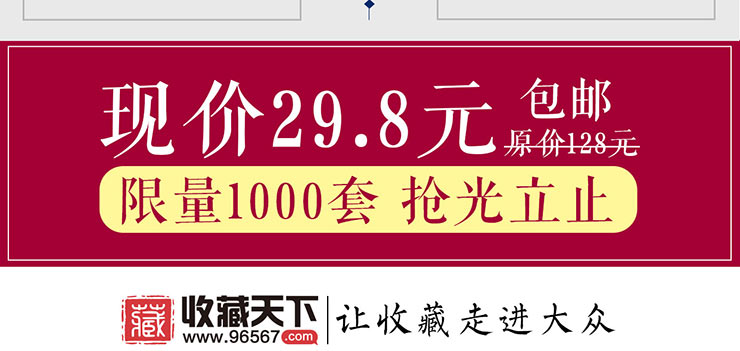 现价29.8元 包邮
原价128元
限量1000套 抢光立止
藏 收藏天下 让收藏走进大众
www.96567.com